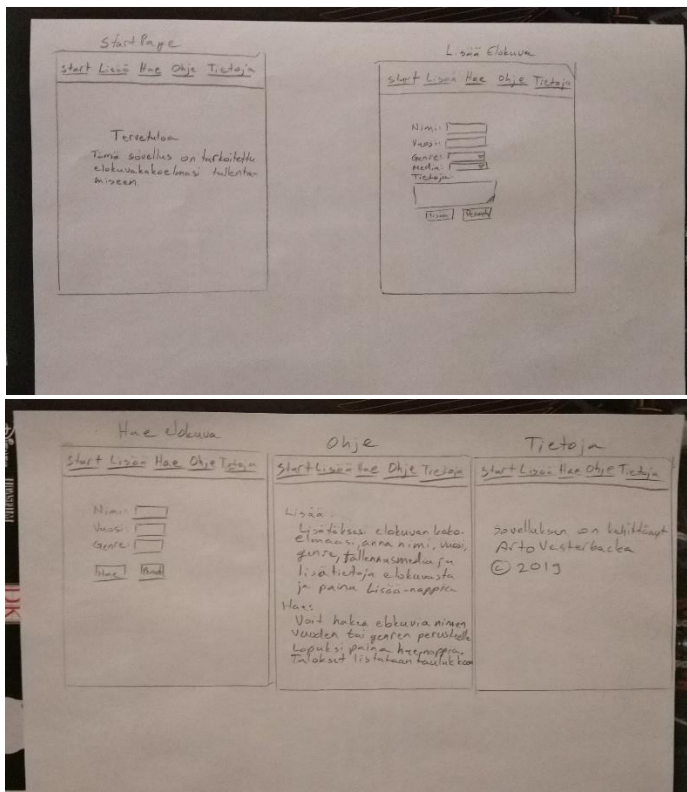 Start Page
Start Lisää Hae Ohje Tietoja
Tervetuloa
Tämä sovellus on tarkoitettu
elokuvakokoelmasi tallenta-
miseen.
Lisää Elokuva
Start Lisää Hae Ohje Tietoja
Nimi:
Vuosi:
Genre:
Media:
Tietoja:
Lisää
Hae Elokuva
Start Lisää Hae Ohje Tietoja
Nimi:
Vuosi:
Genre:
Hae
Ohje
Start Lisää Hae Ohje Tietoja
Lisää:
Lisätäksesi elokuvan koko-
elmaasi, anna nimi, vuosi,
genre, tallennusmedia ja
lisätietoja elokuvasta
ja paina Lisää-nappia
Hae:
Voit hakea elokuvia nimen
vuoden tai genren perusteella
Lopuksi paina hae-nappia.
Tulokset listataan taulukkoon
Tietoja
Start Lisää Hae Ohje Tietoja
Sovelluksen on kehittänyt
Arto Vesterbacka
© 2019